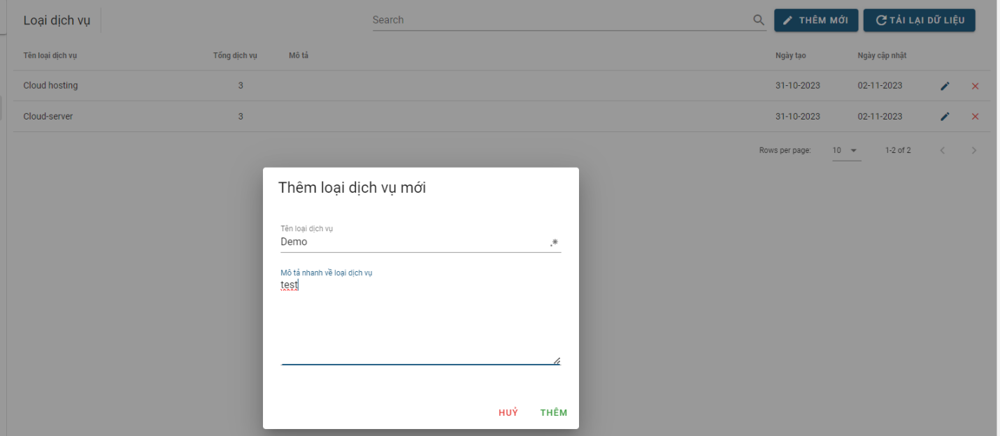 Loại dịch vụ
Search
THÊM MỚI
TẢI LẠI DỮ LIỆU
Tên loại dịch vụ Tổng dịch vụ Mô tả Ngày tạo Ngày cập nhật
Cloud hosting 3 31-10-2023 02-11-2023
Cloud-server 3 31-10-2023 02-11-2023
Rows per page: 10 1-2 of 2
Thêm loại dịch vụ mới
Tên loại dịch vụ
Demo
Mô tả nhanh về loại dịch vụ
test
HUỶ THÊM